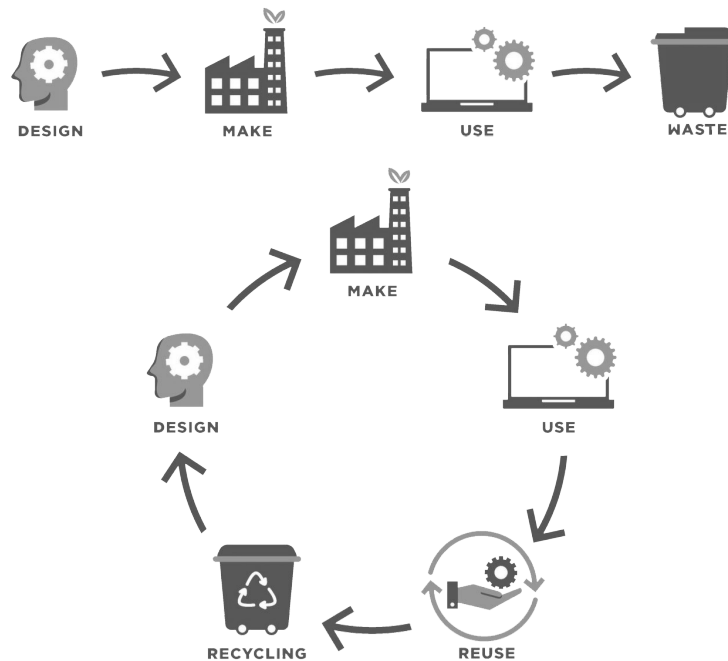 DESIGN
MAKE
USE
WASTE
MAKE
DESIGN
USE
RECYCLING
REUSE